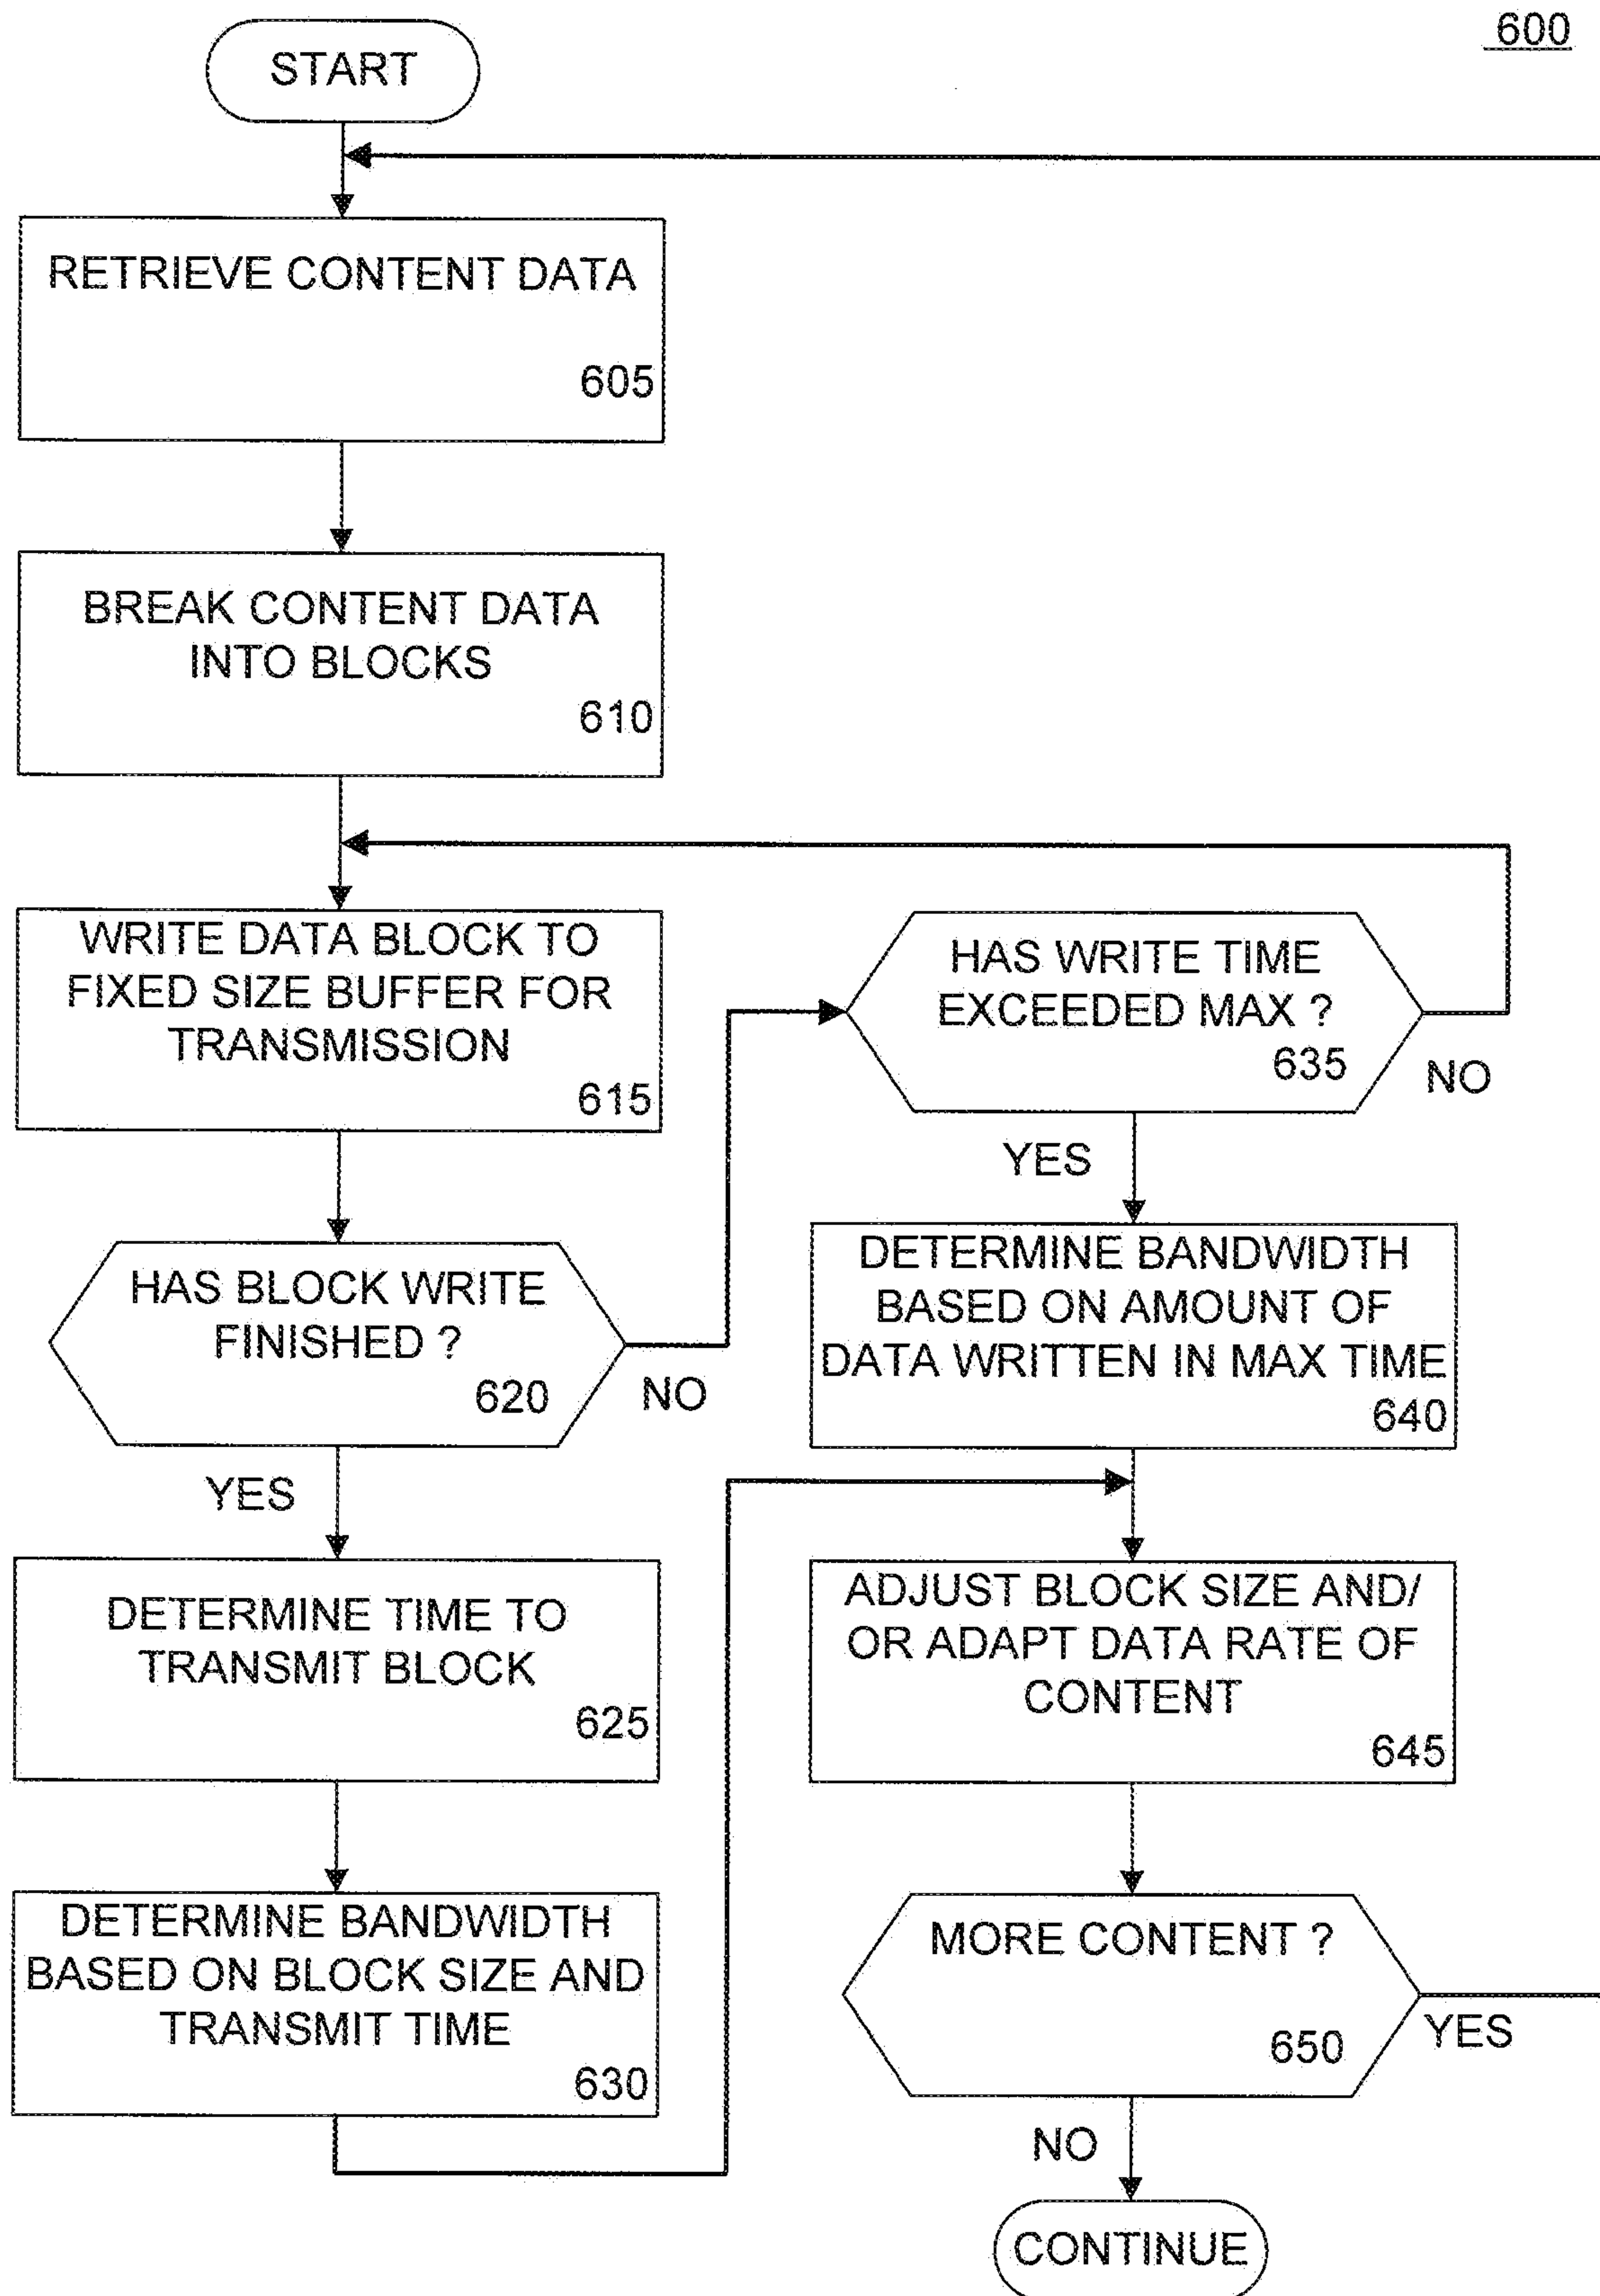 600
START
RETRIEVE CONTENT DATA
605
BREAK CONTENT DATA
INTO BLOCKS
610
WRITE DATA BLOCK TO
FIXED SIZE BUFFER FOR
TRANSMISSION
615
HAS BLOCK WRITE
FINISHED ?
620
NO
YES
DETERMINE TIME TO
TRANSMIT BLOCK
625
DETERMINE BANDWIDTH
BASED ON BLOCK SIZE AND
TRANSMIT TIME
630
HAS WRITE TIME
EXCEEDED MAX ?
635
NO
YES
DETERMINE BANDWIDTH
BASED ON AMOUNT OF
DATA WRITTEN IN MAX TIME
640
ADJUST BLOCK SIZE AND/
OR ADAPT DATA RATE OF
CONTENT
645
MORE CONTENT ?
650
YES
NO
CONTINUE